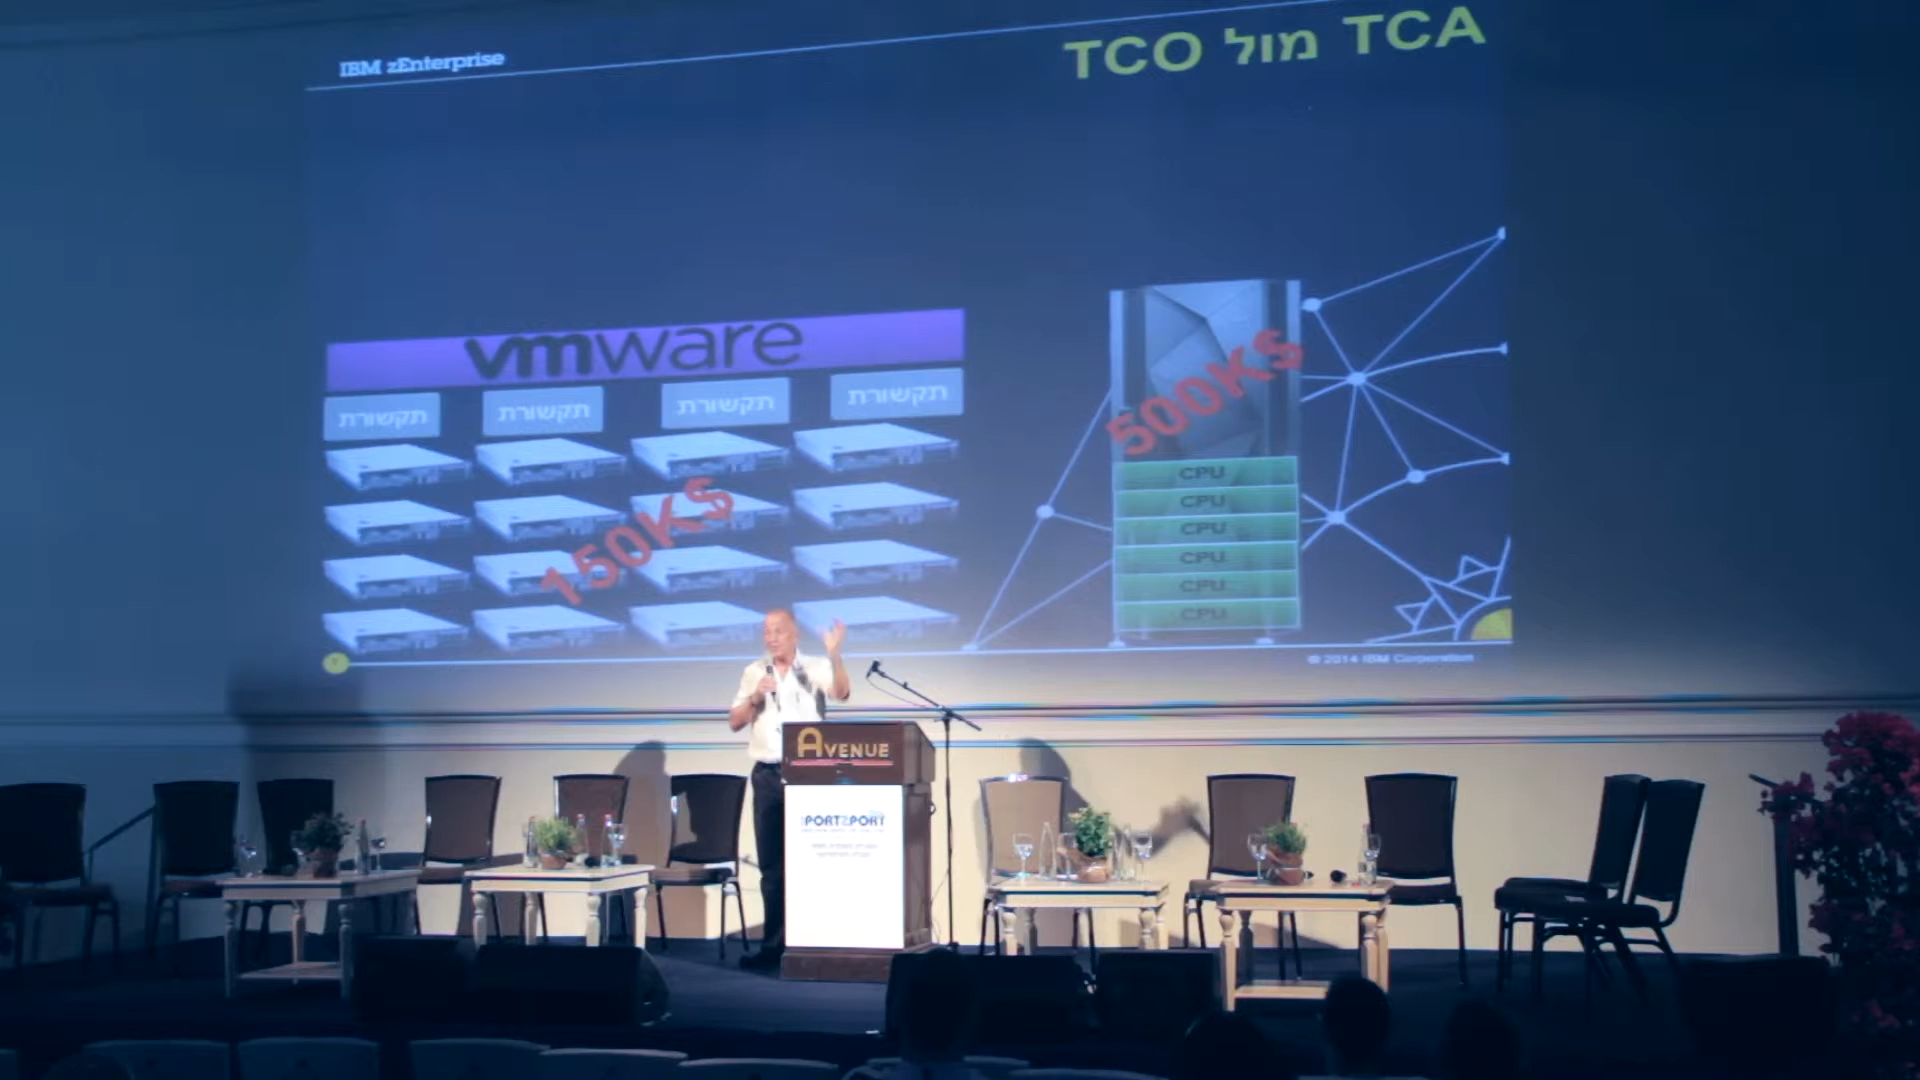 IBM zEnterprise
TCO מול TCA
vmware
תקשורת
תקשורת
תקשורת
תקשורת
150K$
500K$
CPU
CPU
CPU
CPU
CPU
CPU
© 2014 IBM Corporation
AVENUE
PORT2PORT